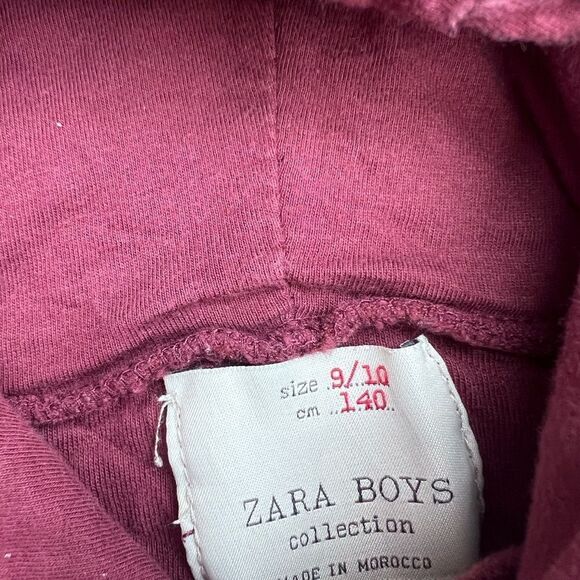 size 9/10
cm 140
ZARA BOYS
collection
MADE IN MOROCCO